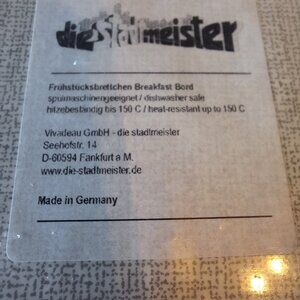 die stadtmeister
Frühstücksbrettchen Breakfast Bord
spülmaschinengeeignet / dishwasher safe
hitzebeständig bis 150 C / heat-resistant up to 150 C
Vivadeau GmbH - die stadtmeister
Seehofstr. 14
D-60594 Fankfurt a M.
www.die-stadtmeister.de
Made in Germany